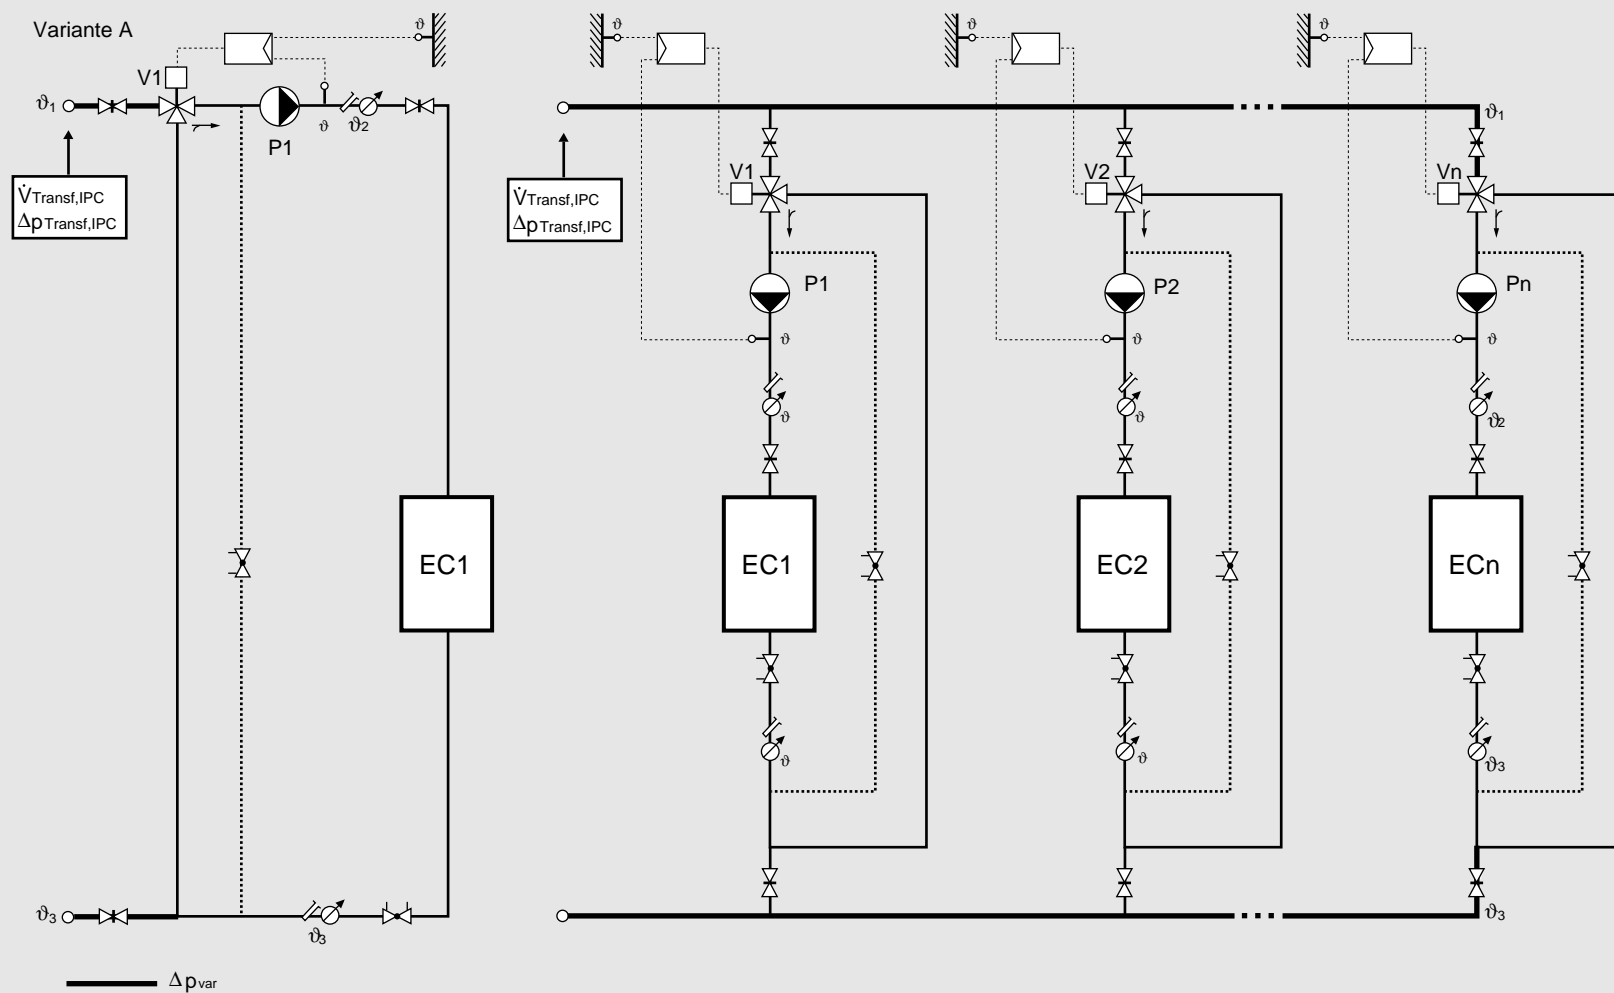 Variante A
ϑ
ϑ
ϑ
ϑ
V1
ϑ1
ϑ1
ϑ
ϑ2
P1
V1
V2
Vn
V̇Transf,IPC
ΔpTransf,IPC
V̇Transf,IPC
ΔpTransf,IPC
P1
P2
Pn
ϑ
ϑ
ϑ
ϑ
ϑ
ϑ2
EC1
EC1
EC2
ECn
ϑ
ϑ
ϑ3
ϑ3
ϑ3
ϑ3
Δpvar